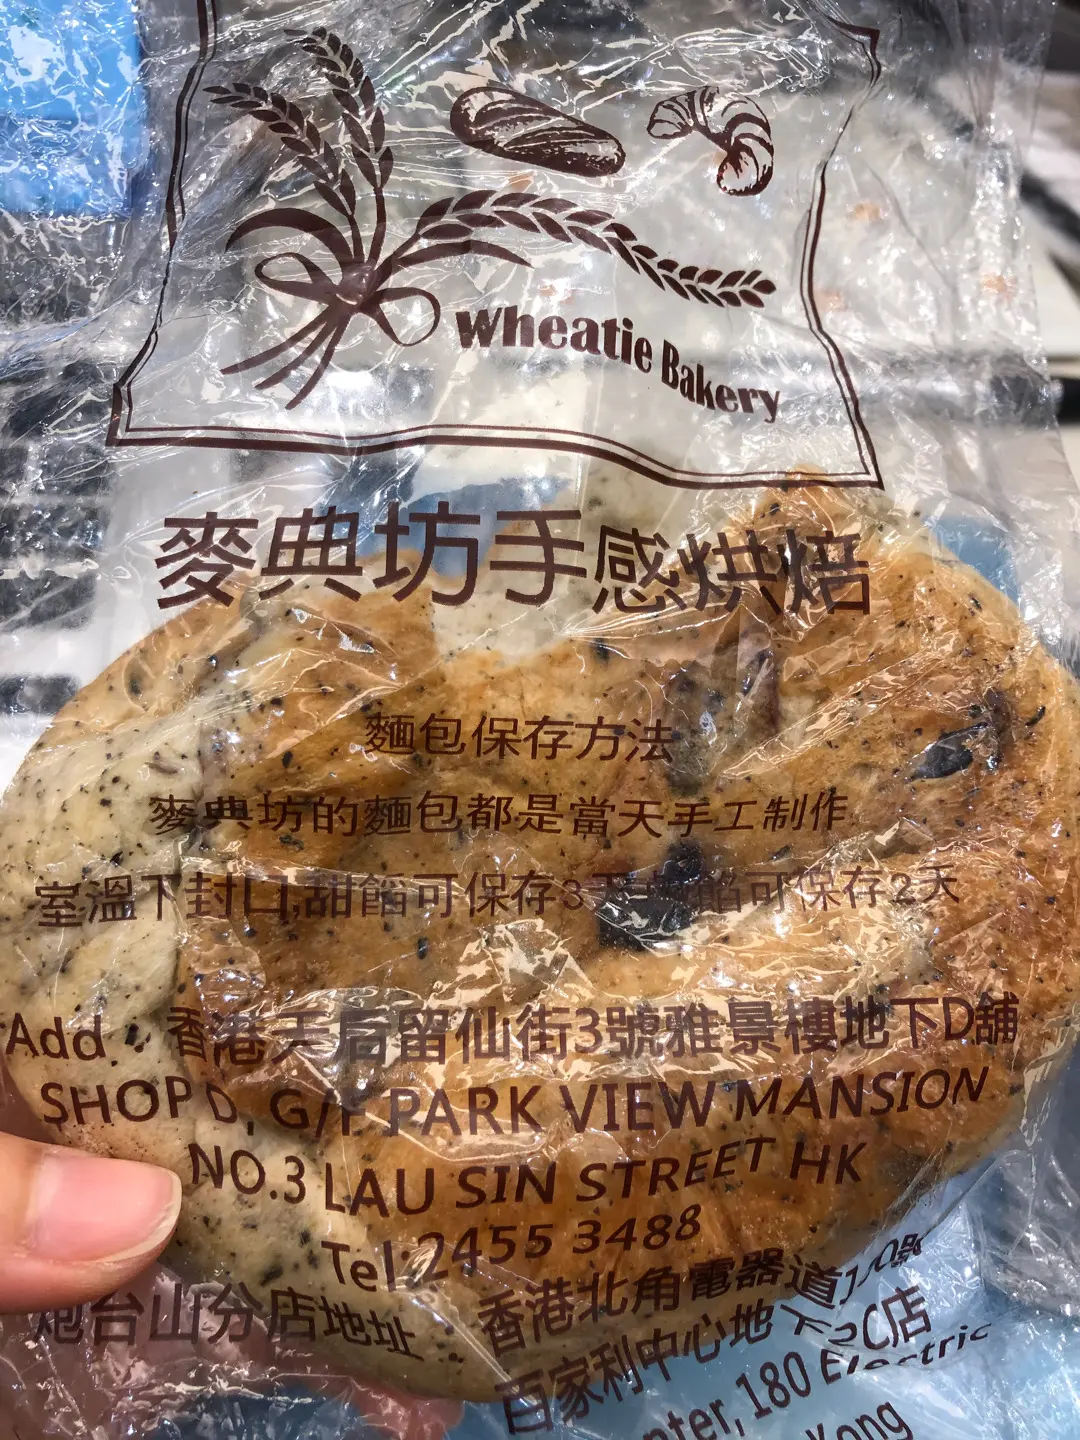 Wheatie Bakery
麥典坊手感烘焙
麵包保存方法
麥典坊的麵包都是當天手工制作
室溫下封口,甜餡可保存3天 餡可保存2天
Add : 香港天后留仙街3號雅景樓地下D舖
SHOP D, G/F PARK VIEW MANSION
NO.3 LAU SIN STREET HK
Tel:2455 3488
炮台山分店地址 : 香港北角電器道
百家利中心地下2C店
180 Electric
Kong